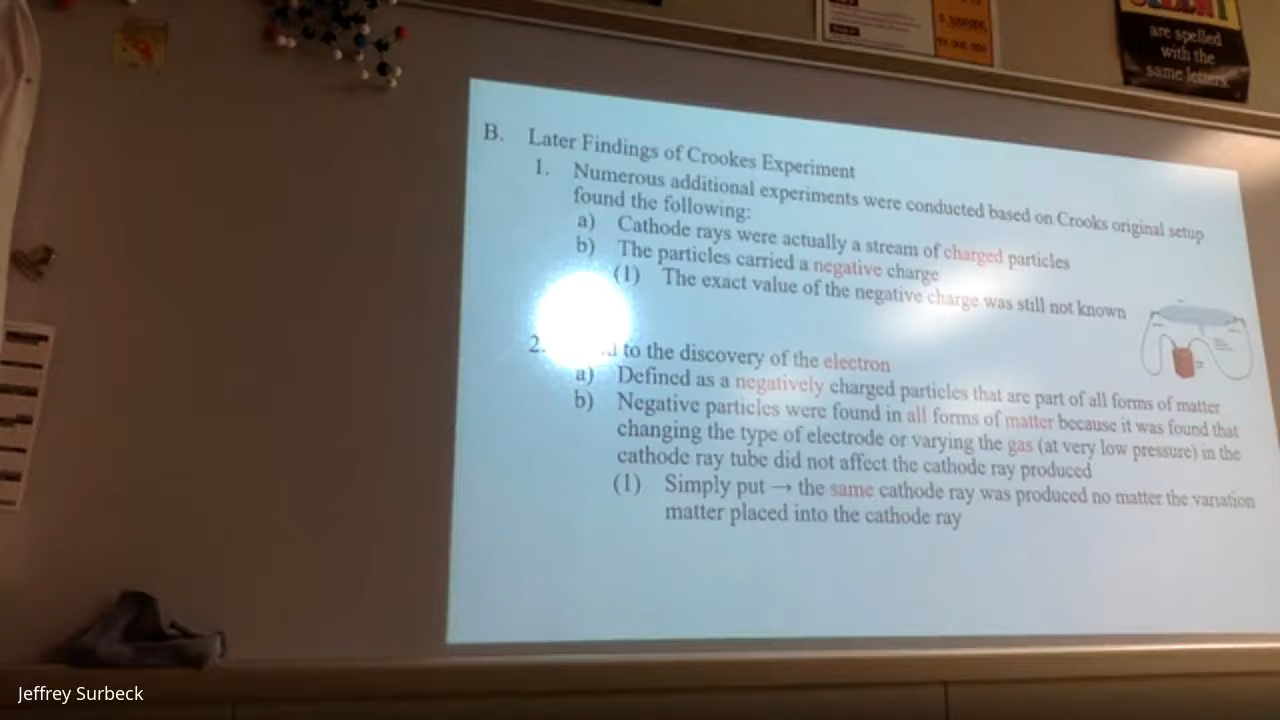 are spelled
with the
same letters
B. Later Findings of Crookes Experiment
1. Numerous additional experiments were conducted based on Crooks original setup
found the following:
a) Cathode rays were actually a stream of charged particles
b) The particles carried a negative charge
(1) The exact value of the negative charge was still not known
2. to the discovery of the electron
a) Defined as a negatively charged particles that are part of all forms of matter
b) Negative particles were found in all forms of matter because it was found that
changing the type of electrode or varying the gas (at very low pressure) in the
cathode ray tube did not affect the cathode ray produced
(1) Simply put → the same cathode ray was produced no matter the variation
matter placed into the cathode ray
Jeffrey Surbeck